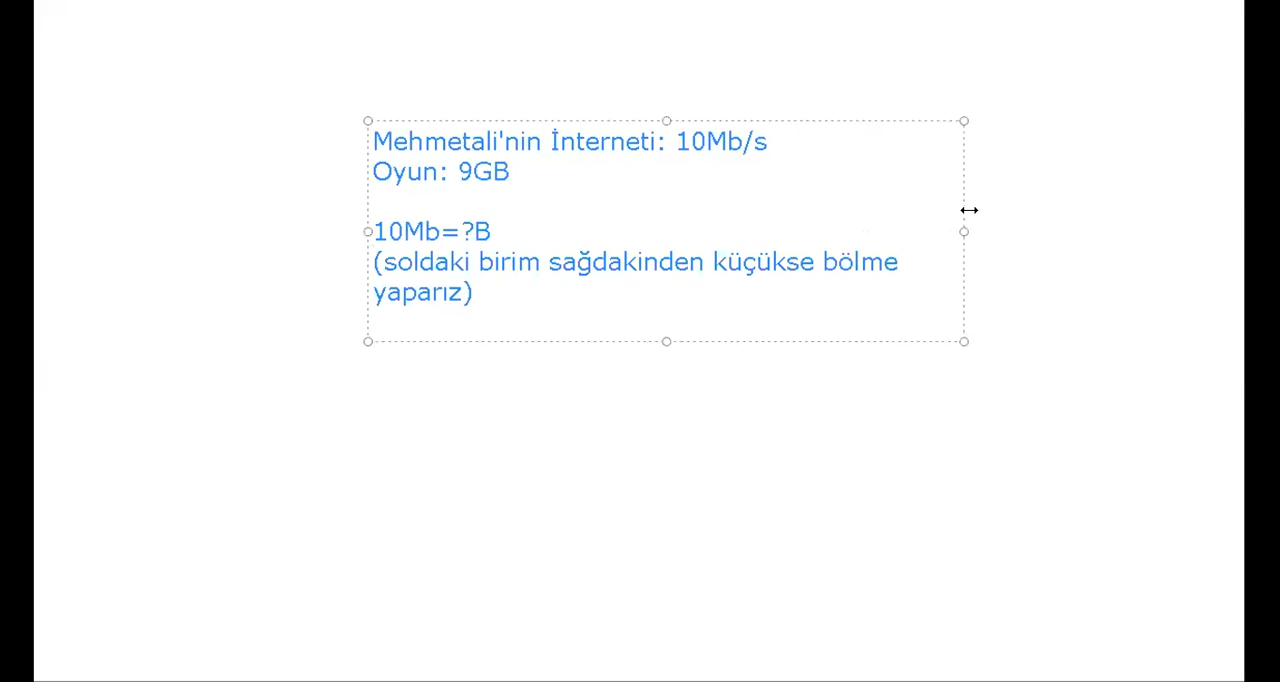 Mehmetali'nin İnterneti: 10Mb/s
Oyun: 9GB
10Mb=?B
(soldaki birim sağdakinden küçükse bölme
yaparız)